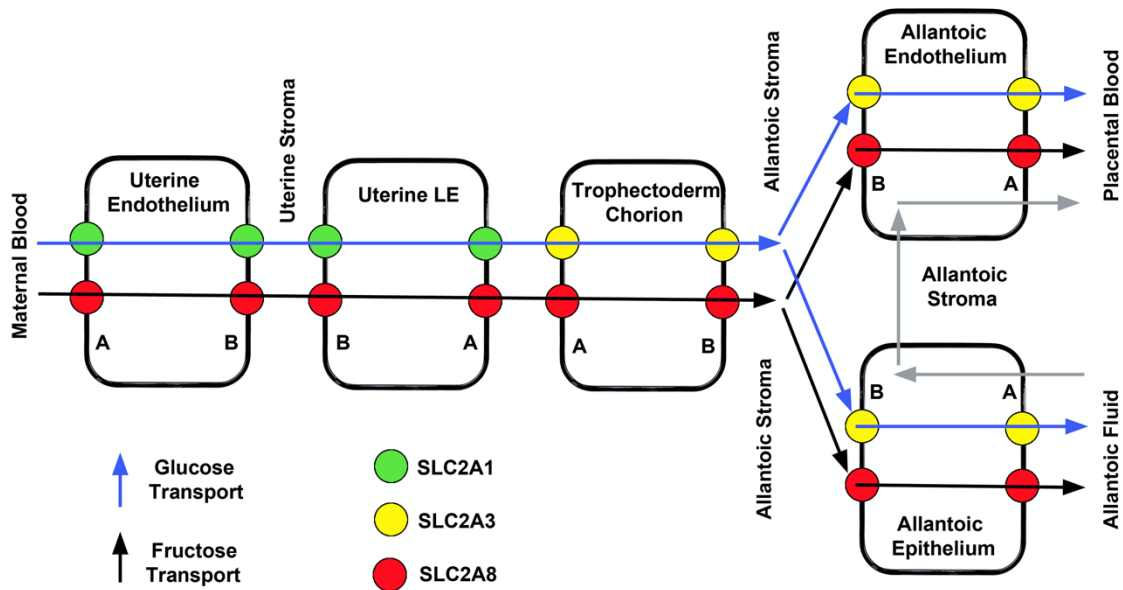 Maternal Blood
Uterine
Endothelium
A
B
Uterine Stroma
Uterine LE
B
A
Trophectoderm
Chorion
A
B
Allantoic Stroma
Allantoic
Endothelium
B
A
Placental Blood
Allantoic
Stroma
Allantoic Stroma
B
A
Allantoic
Epithelium
Allantoic Fluid
Glucose
Transport
Fructose
Transport
SLC2A1
SLC2A3
SLC2A8